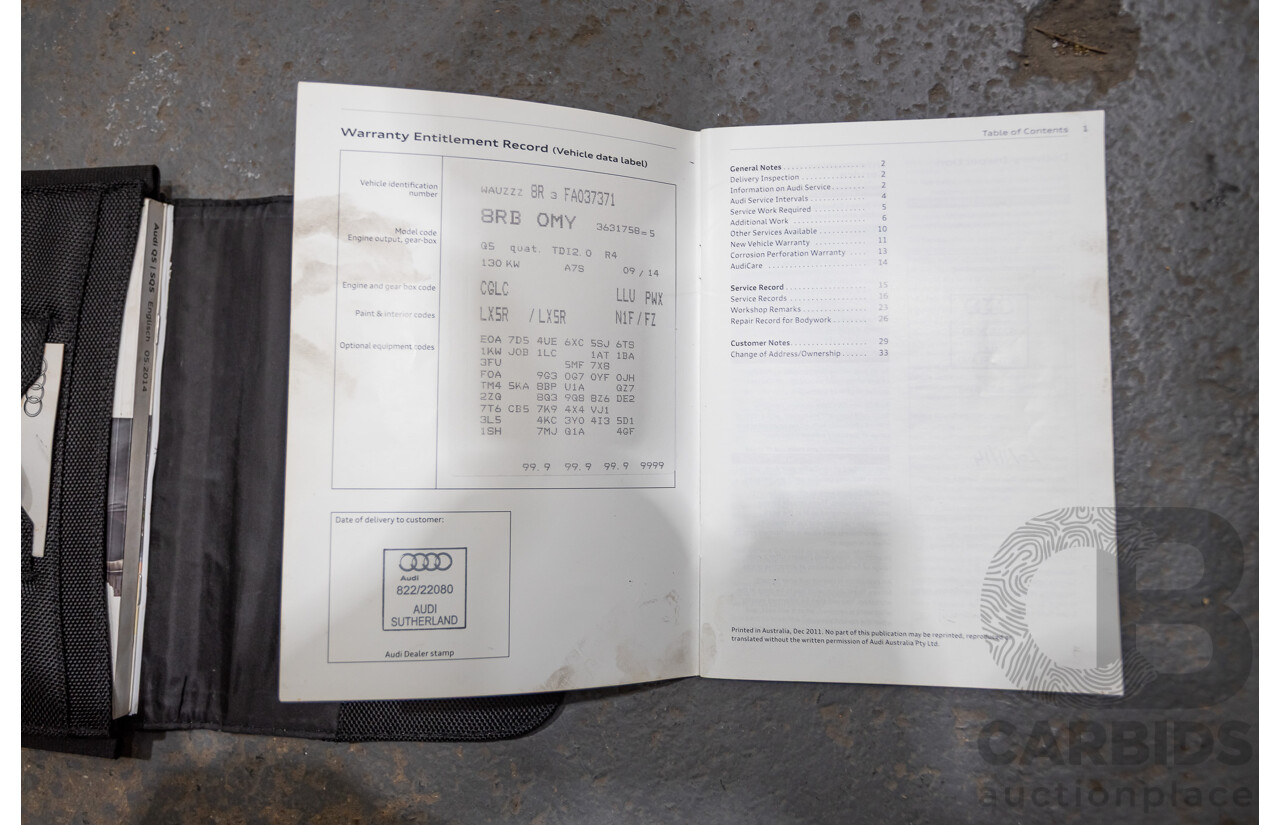 Audi Q5 | SQ5 Englisch 05.2014
Warranty Entitlement Record (Vehicle data label)
Vehicle identification
number
WAUZZZ 8R 3 FA037371
8RB 0MY 3631758=5
Model code
Engine output, gear-box
Q5 quat. TDI2.0 R4
130 KW A7S 09/14
Engine and gear box code
CGLC LLU PWX
Paint & interior codes
LX5R /LX5R N1F/FZ
Optional equipment codes
E0A 7D5 4UE 6XC 5SJ 6TS
1KW J0B 1LC 1AT 1BA
3FU 5MF 7XB
F0A 9G3 0G7 0YF 0JH
TM4 5KA 8BP U1A QZ7
2ZQ 8Q3 9Q8 8Z6 DE2
7T6 CB5 7K9 4X4 VJ1
3L5 4KC 3Y0 4I3 5D1
1SH 7MJ Q1A 4GF
99.9 99.9 99.9 9999
Date of delivery to customer:
Audi
822/22080
AUDI
SUTHERLAND
Audi Dealer stamp
Table of Contents 1
General Notes 2
Delivery Inspection 2
Information on Audi Service 2
Audi Service Intervals 4
Service Work Required 5
Additional Work 6
Other Services Available 10
New Vehicle Warranty 11
Corrosion Perforation Warranty 13
AudiCare 14
Service Record 15
Service Records 16
Workshop Remarks 23
Repair Record for Bodywork 26
Customer Notes 29
Change of Address/Ownership 33
Printed in Australia, Dec 2011. No part of this publication may be reprinted, reproduced
translated without the written permission of Audi Australia Pty Ltd.
CB
CARBIDS
auctionplace